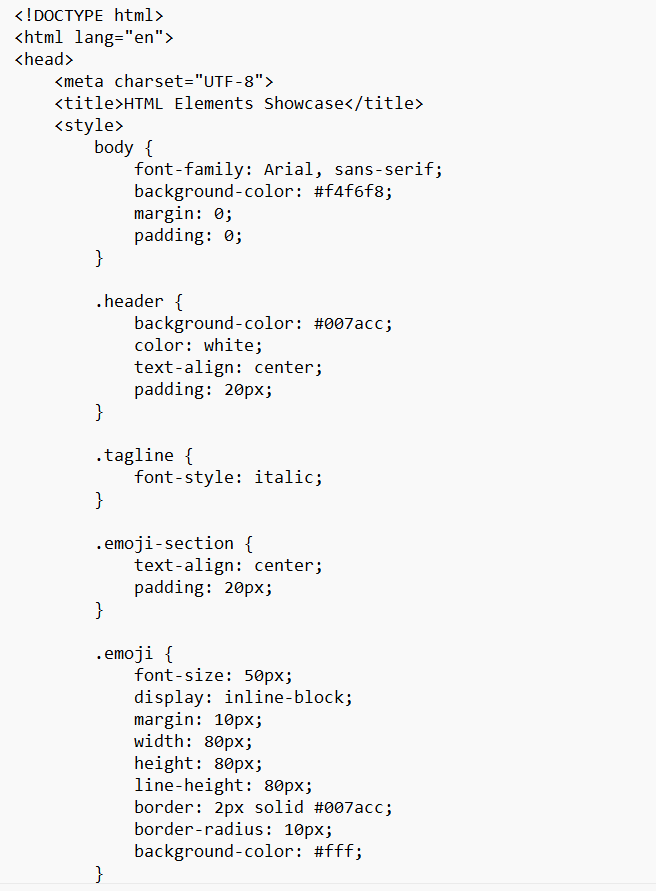 <!DOCTYPE html>
<html lang="en">
<head>
    <meta charset="UTF-8">
    <title>HTML Elements Showcase</title>
    <style>
        body {
            font-family: Arial, sans-serif;
            background-color: #f4f6f8;
            margin: 0;
            padding: 0;
        }

        .header {
            background-color: #007acc;
            color: white;
            text-align: center;
            padding: 20px;
        }

        .tagline {
            font-style: italic;
        }

        .emoji-section {
            text-align: center;
            padding: 20px;
        }

        .emoji {
            font-size: 50px;
            display: inline-block;
            margin: 10px;
            width: 80px;
            height: 80px;
            line-height: 80px;
            border: 2px solid #007acc;
            border-radius: 10px;
            background-color: #fff;
        }